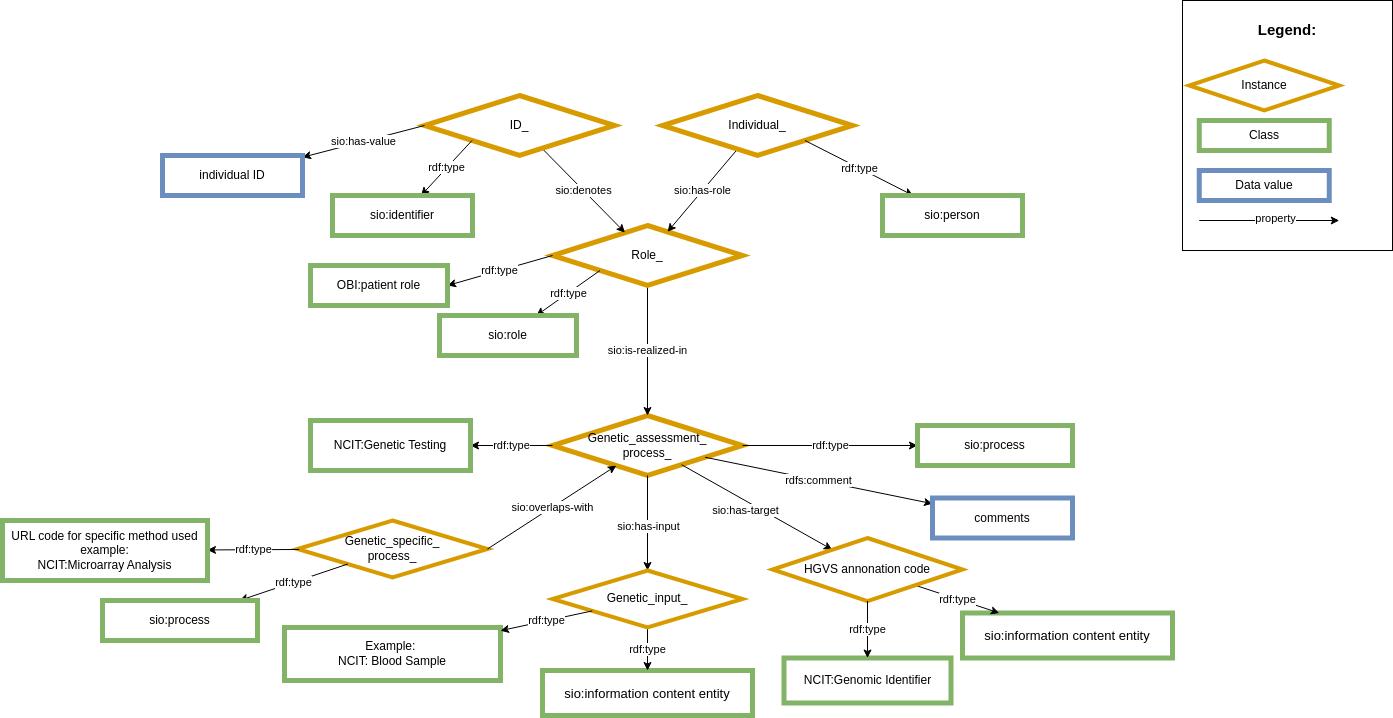 Legend:
Instance
Class
Data value
property
ID_
Individual_
sio:has-value
rdf:type
rdf:type
individual ID
sio:denotes
sio:has-role
sio:identifier
sio:person
Role_
rdf:type
OBI:patient role
rdf:type
sio:role
sio:is-realized-in
NCIT:Genetic Testing
rdf:type
Genetic_assessment_
process_
rdf:type
sio:process
rdfs:comment
sio:overlaps-with
sio:has-input
sio:has-target
comments
URL code for specific method used
example:
NCIT:Microarray Analysis
rdf:type
Genetic_specific_
process_
rdf:type
sio:process
HGVS annonation code
Genetic_input_
rdf:type
rdf:type
rdf:type
rdf:type
Example:
NCIT: Blood Sample
sio:information content entity
sio:information content entity
NCIT:Genomic Identifier